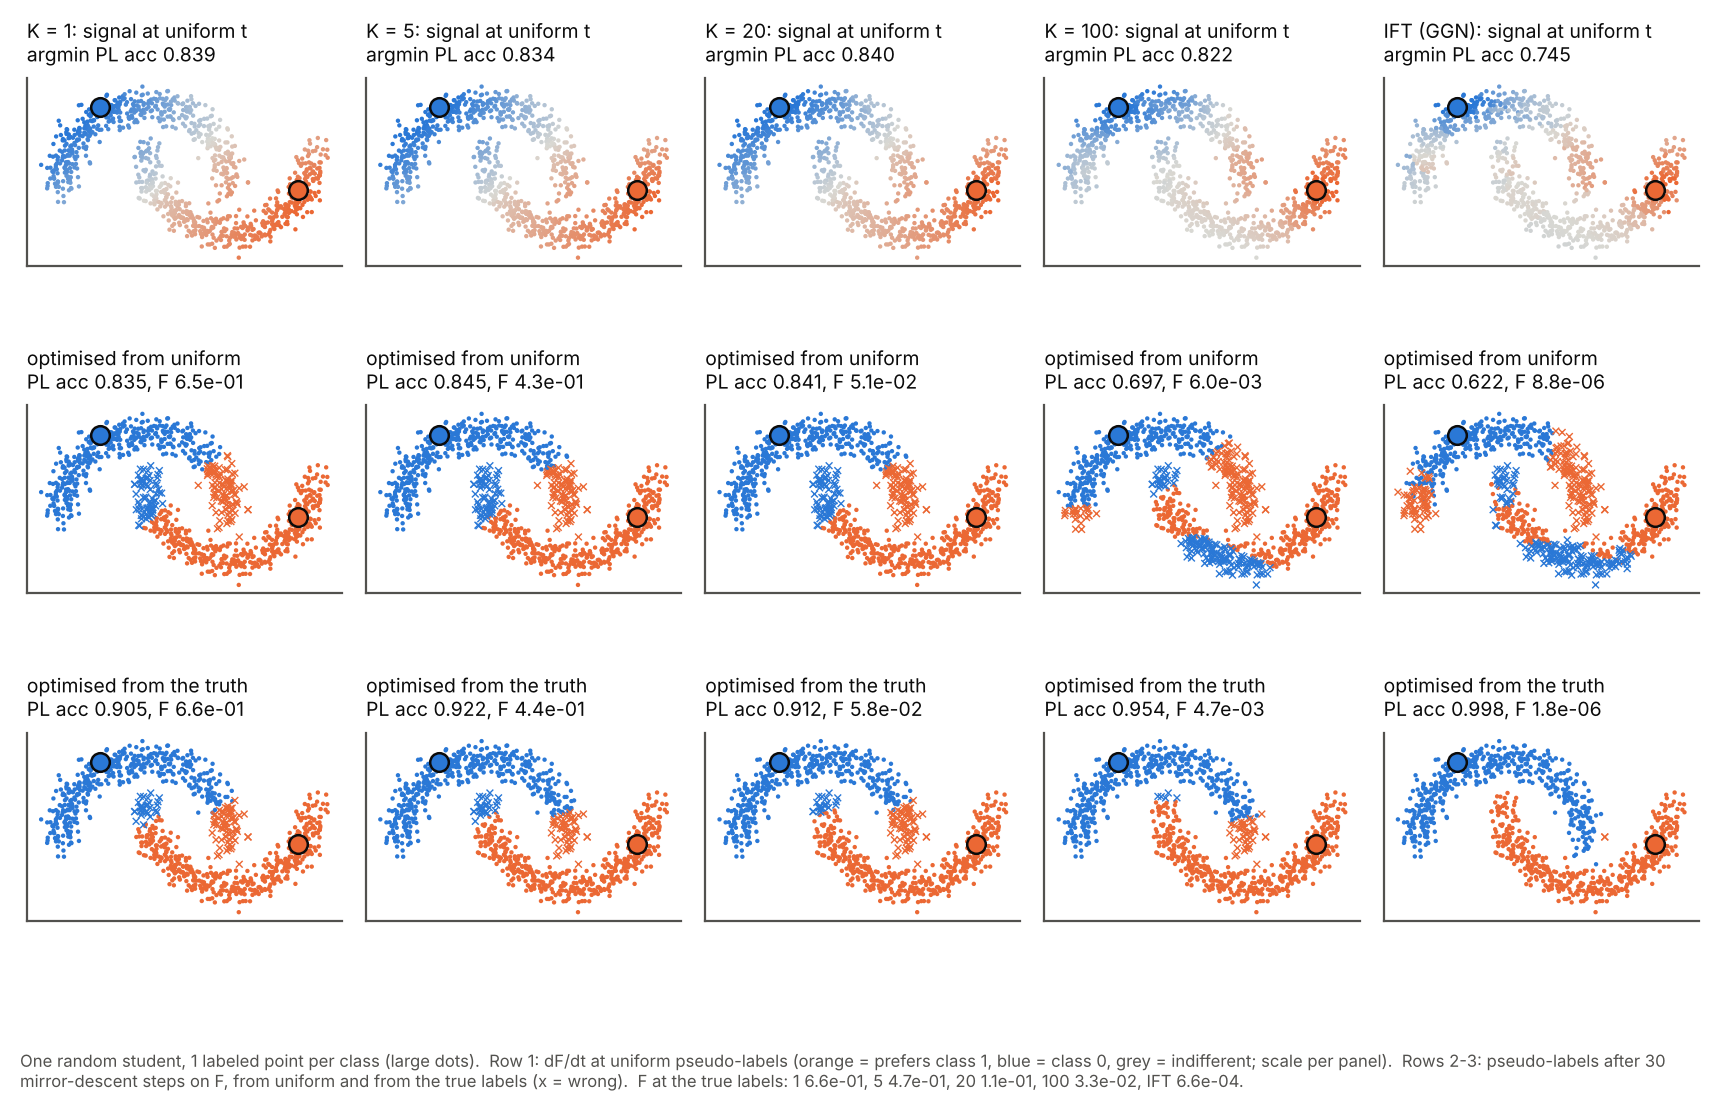 K = 1: signal at uniform t
argmin PL acc 0.839
K = 5: signal at uniform t
argmin PL acc 0.834
K = 20: signal at uniform t
argmin PL acc 0.840
K = 100: signal at uniform t
argmin PL acc 0.822
IFT (GGN): signal at uniform t
argmin PL acc 0.745
optimised from uniform
PL acc 0.835, F 6.5e-01
optimised from uniform
PL acc 0.845, F 4.3e-01
optimised from uniform
PL acc 0.841, F 5.1e-02
optimised from uniform
PL acc 0.697, F 6.0e-03
optimised from uniform
PL acc 0.622, F 8.8e-06
optimised from the truth
PL acc 0.905, F 6.6e-01
optimised from the truth
PL acc 0.922, F 4.4e-01
optimised from the truth
PL acc 0.912, F 5.8e-02
optimised from the truth
PL acc 0.954, F 4.7e-03
optimised from the truth
PL acc 0.998, F 1.8e-06
One random student, 1 labeled point per class (large dots).  Row 1: dF/dt at uniform pseudo-labels (orange = prefers class 1, blue = class 0, grey = indifferent; scale per panel).  Rows 2-3: pseudo-labels after 30
mirror-descent steps on F, from uniform and from the true labels (x = wrong).  F at the true labels: 1 6.6e-01, 5 4.7e-01, 20 1.1e-01, 100 3.3e-02, IFT 6.6e-04.